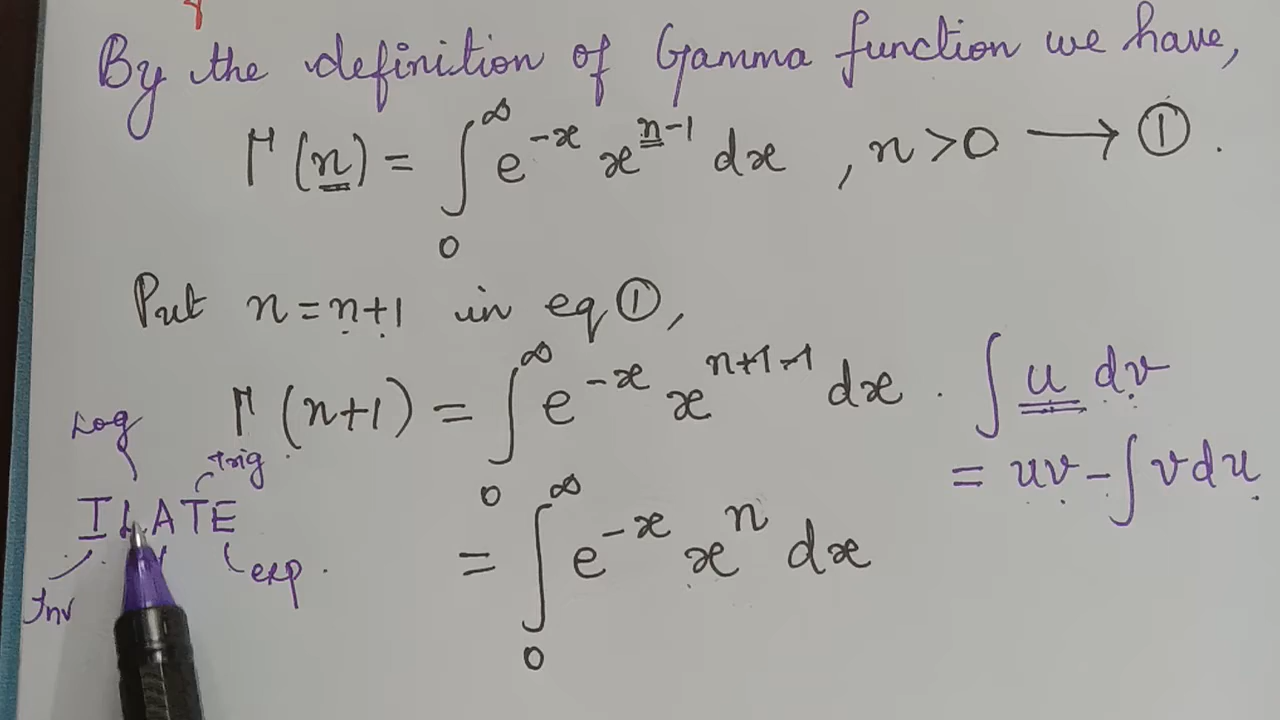 By the definition of Gamma function we have,
Γ(n) = ∫₀^∞ e^{-x} x^{n-1} dx , n>0 ⟶ ①.
Put n = n+1 in eq ①,
Γ(n+1) = ∫₀^∞ e^{-x} x^{n+1-1} dx . ∫ u dv
= uv - ∫ v du
Log
Trig
ILATE
Inv
exp.
= ∫₀^∞ e^{-x} x^n dx